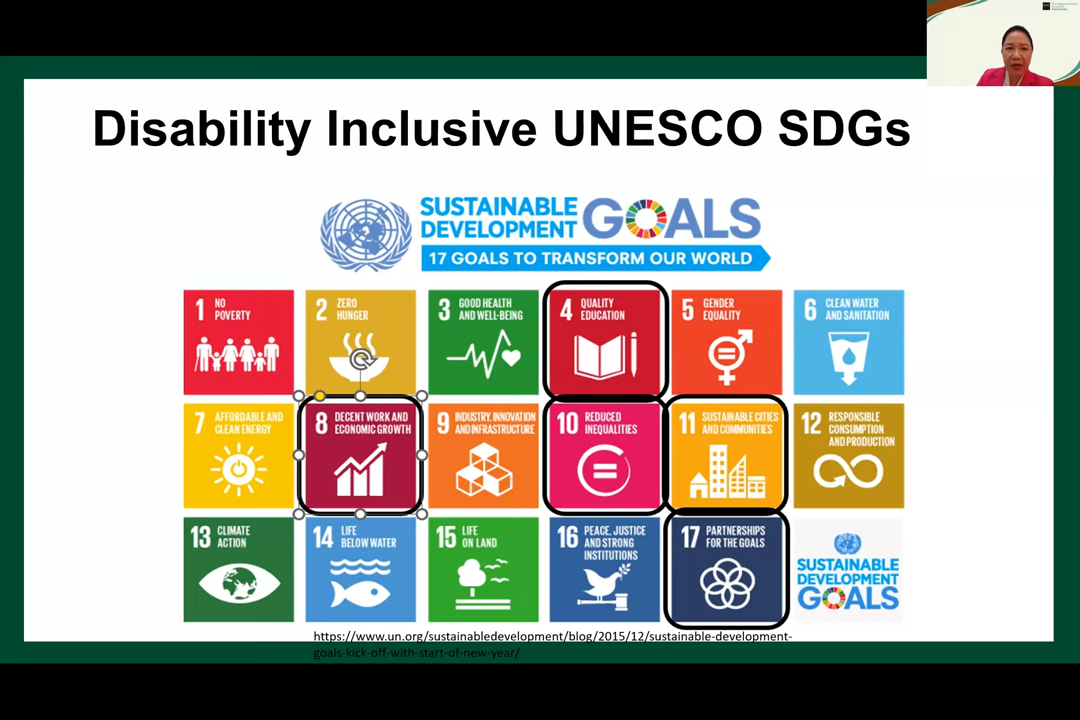 Disability Inclusive UNESCO SDGs
SUSTAINABLE
DEVELOPMENT
GOALS
17 GOALS TO TRANSFORM OUR WORLD
1 NO
POVERTY
2 ZERO
HUNGER
3 GOOD HEALTH
AND WELL-BEING
4 QUALITY
EDUCATION
5 GENDER
EQUALITY
6 CLEAN WATER
AND SANITATION
7 AFFORDABLE AND
CLEAN ENERGY
8 DECENT WORK AND
ECONOMIC GROWTH
9 INDUSTRY, INNOVATION
AND INFRASTRUCTURE
10 REDUCED
INEQUALITIES
11 SUSTAINABLE CITIES
AND COMMUNITIES
12 RESPONSIBLE
CONSUMPTION
AND PRODUCTION
13 CLIMATE
ACTION
14 LIFE
BELOW WATER
15 LIFE
ON LAND
16 PEACE, JUSTICE
AND STRONG
INSTITUTIONS
17 PARTNERSHIPS
FOR THE GOALS
SUSTAINABLE
DEVELOPMENT
GOALS
https://www.un.org/sustainabledevelopment/blog/2015/12/sustainable-development-
goals-kick-off-with-start-of-new-year/